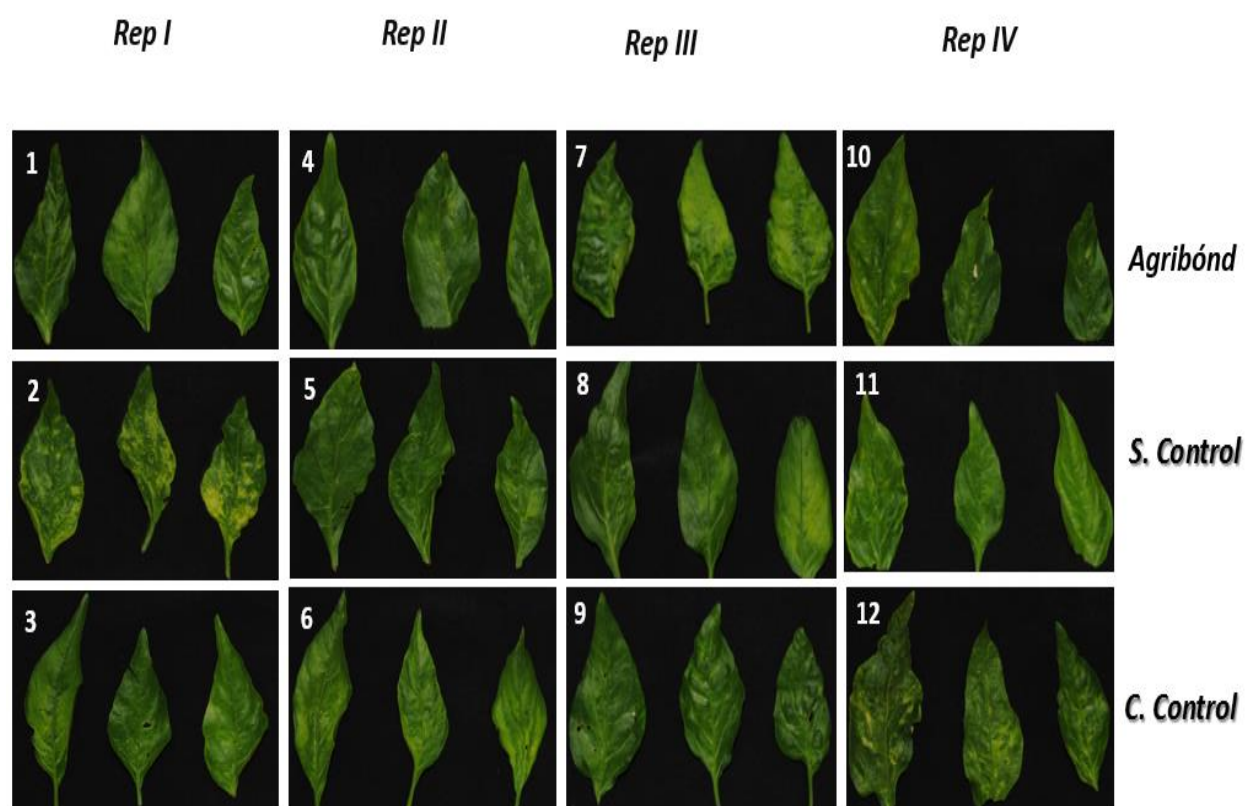 Rep I Rep II Rep III Rep IV
1 4 7 10 Agribónd
2 5 8 11 S. Control
3 6 9 12 C. Control